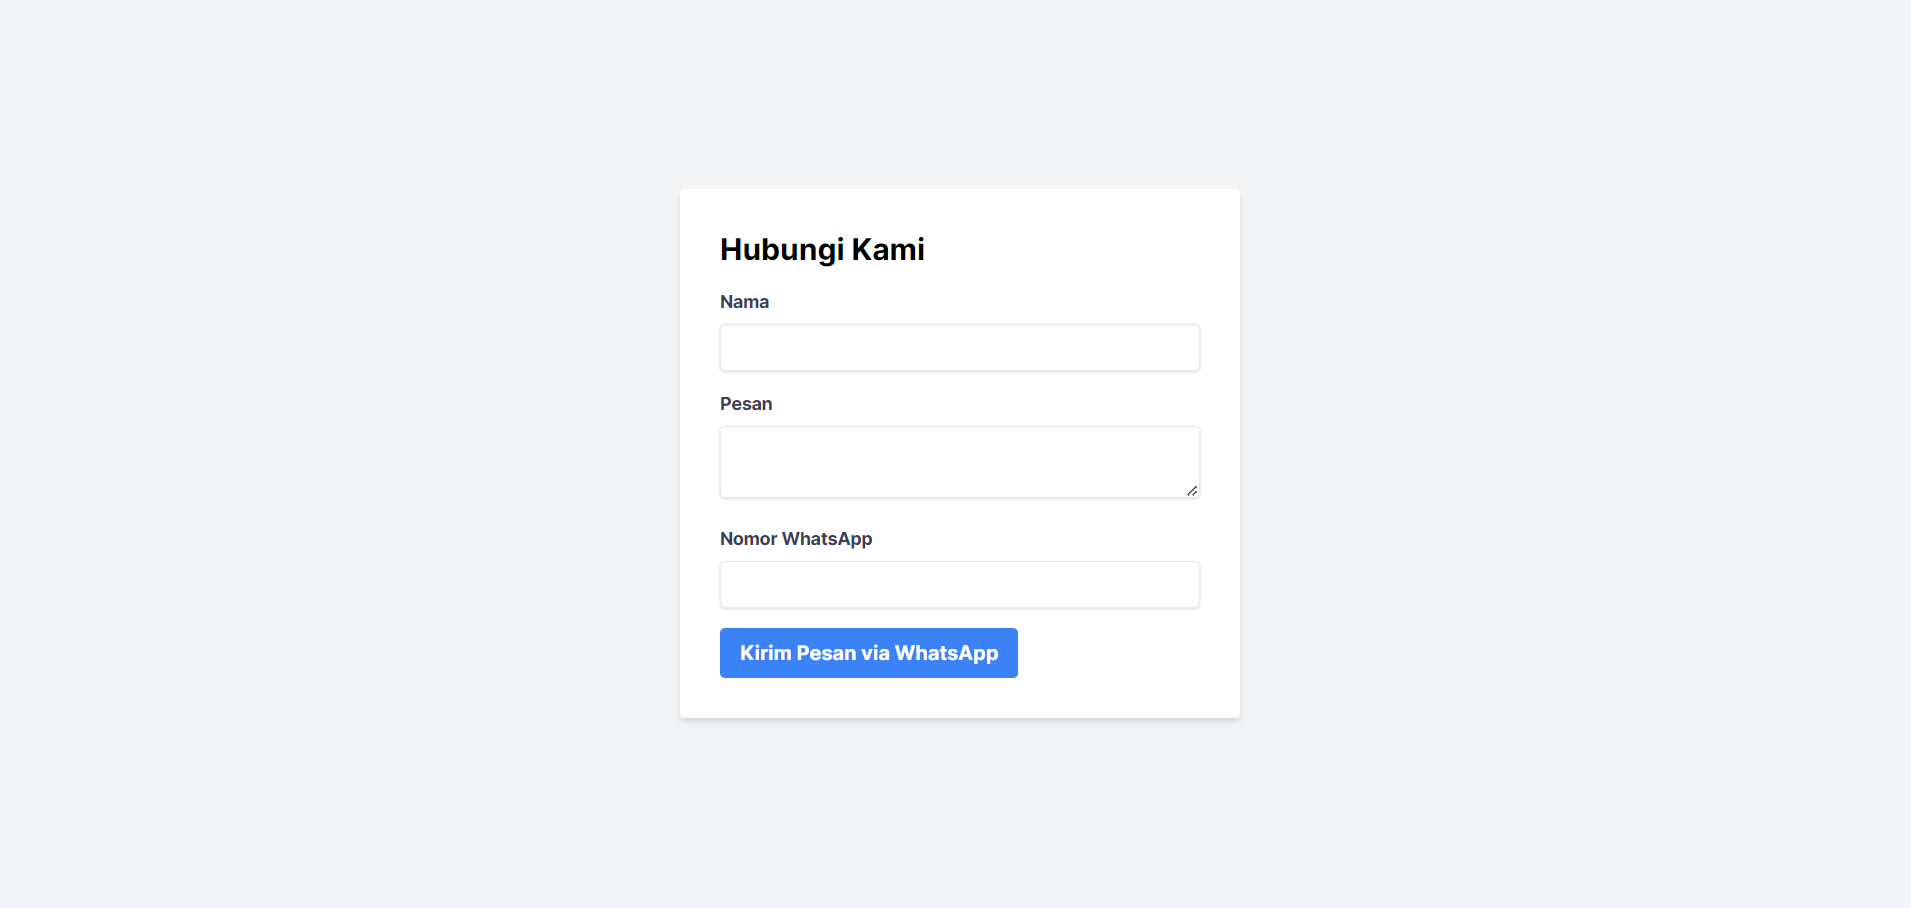 Hubungi Kami
Nama
Pesan
Nomor WhatsApp
Kirim Pesan via WhatsApp